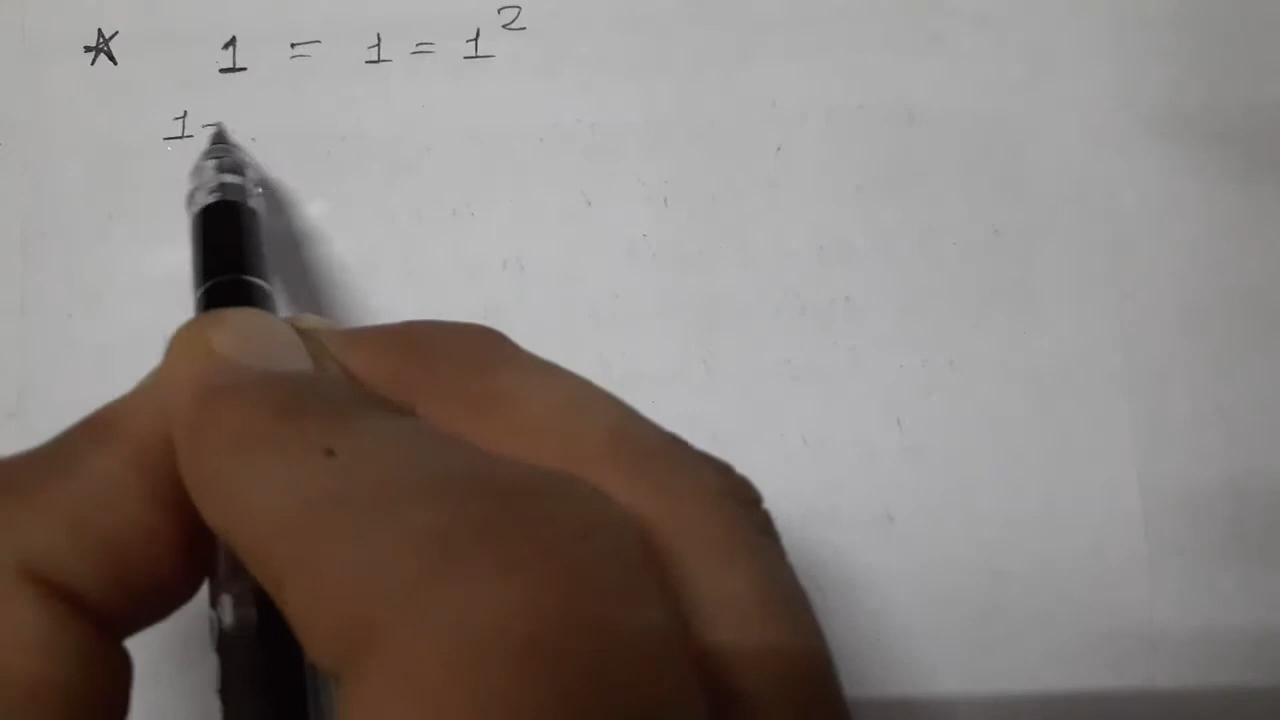 ☆ 1 = 1 = 1²
1 -